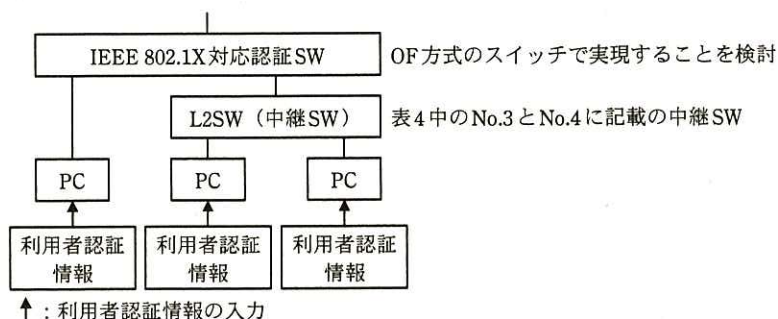 IEEE 802.1X対応認証SW
OF方式のスイッチで実現することを検討
L2SW（中継SW）
表4中のNo.3とNo.4に記載の中継SW
PC
PC
PC
利用者認証
情報
利用者認証
情報
利用者認証
情報
↑：利用者認証情報の入力